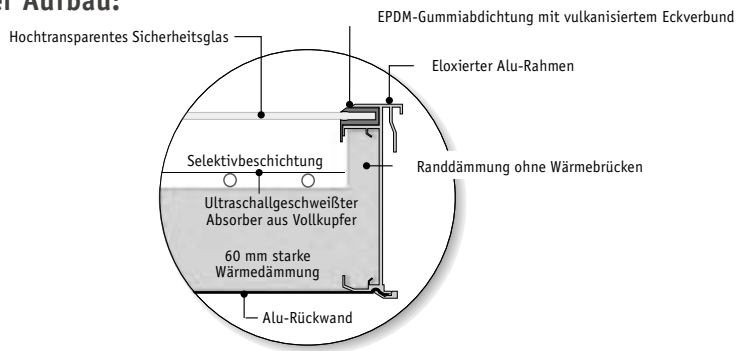 er Aufbau:
EPDM-Gummiabdichtung mit vulkanisiertem Eckverbund
Hochtransparentes Sicherheitsglas
Eloxierter Alu-Rahmen
Selektivbeschichtung
Randdämmung ohne Wärmebrücken
Ultraschallgeschweißter
Absorber aus Vollkupfer
60 mm starke
Wärmedämmung
Alu-Rückwand